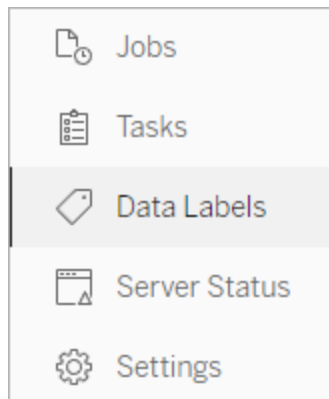 Jobs
Tasks
Data Labels
Server Status
Settings